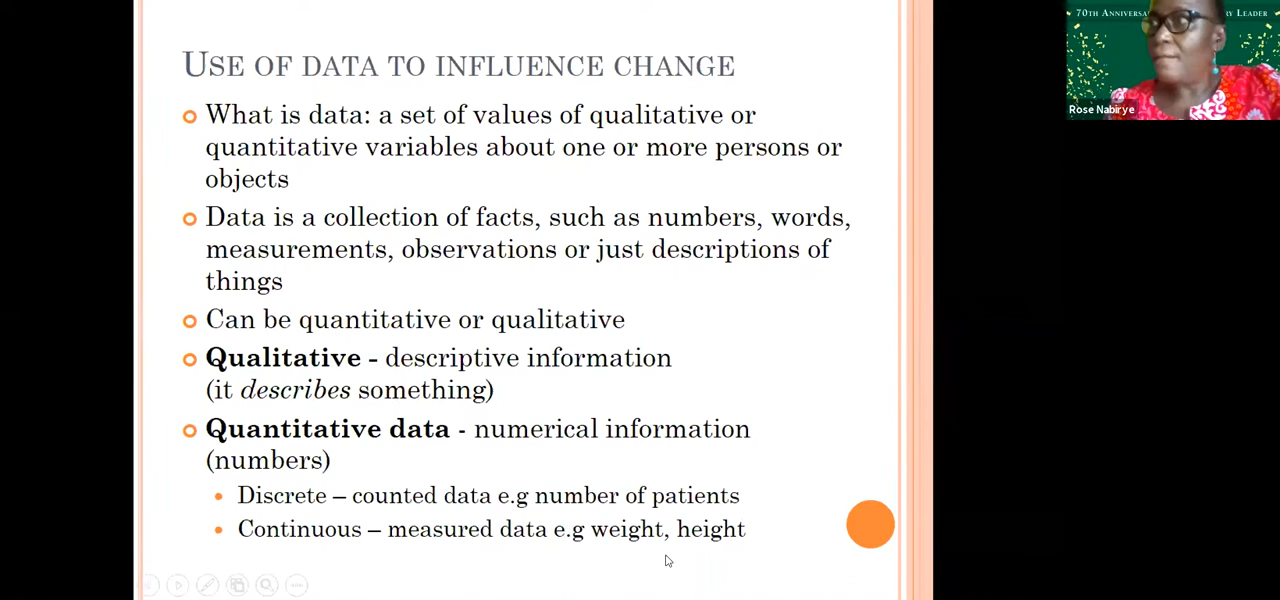 USE OF DATA TO INFLUENCE CHANGE
What is data: a set of values of qualitative or
quantitative variables about one or more persons or
objects
Data is a collection of facts, such as numbers, words,
measurements, observations or just descriptions of
things
Can be quantitative or qualitative
Qualitative - descriptive information
(it describes something)
Quantitative data - numerical information
(numbers)
Discrete – counted data e.g number of patients
Continuous – measured data e.g weight, height
70TH LEADER
Rose Nabirye